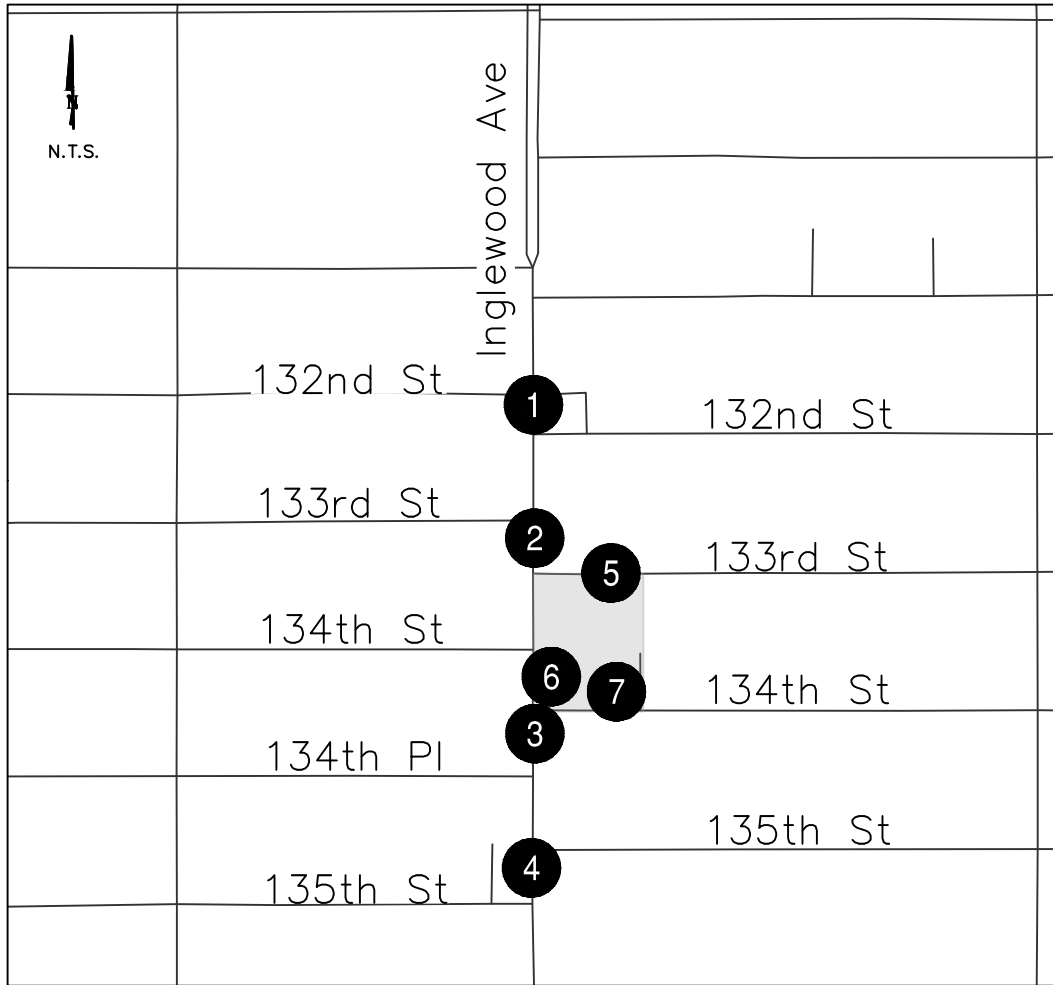 N
N.T.S.
Inglewood Ave
132nd St
1
132nd St
133rd St
2
133rd St
5
134th St
6
7
134th St
3
134th Pl
135th St
4
135th St